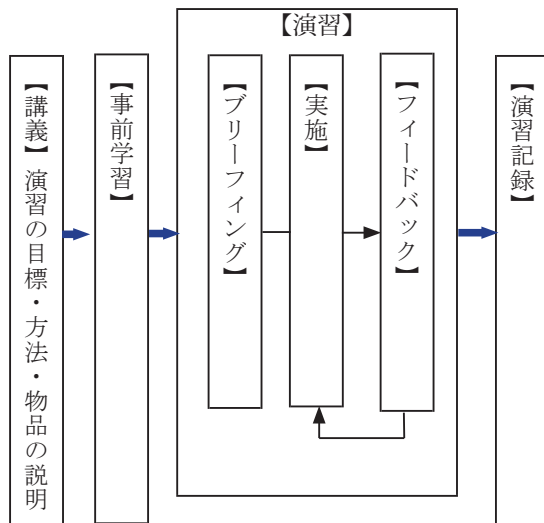 【演習】
【講義】演習の目標・方法・物品の説明
【事前学習】
【ブリーフィング】
【実施】
【フィードバック】
【演習記録】